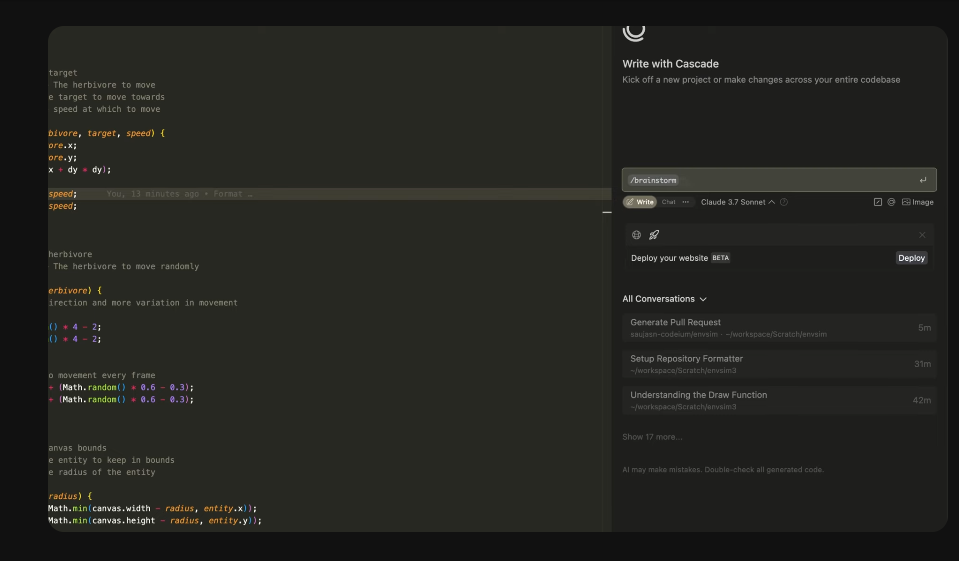 target
The herbivore to move
e target to move towards
speed at which to move
bivore, target, speed) {
ore.x;
ore.y;
x + dy * dy);
speed; You, 13 minutes ago • Format …
speed;
herbivore
The herbivore to move randomly
erbivore) {
irection and more variation in movement
() * 4 - 2;
() * 4 - 2;
o movement every frame
+ (Math.random() * 0.6 - 0.3);
+ (Math.random() * 0.6 - 0.3);
anvas bounds
e entity to keep in bounds
e radius of the entity
radius) {
Math.min(canvas.width - radius, entity.x));
Math.min(canvas.height - radius, entity.y));
Write with Cascade
Kick off a new project or make changes across your entire codebase
/brainstorm
Write Chat ••• Claude 3.7 Sonnet @ Image
Deploy your website BETA Deploy
All Conversations
Generate Pull Request 5m
saujasn-codeium/envsim · ~/workspace/Scratch/envsim
Setup Repository Formatter 31m
~/workspace/Scratch/envsim3
Understanding the Draw Function 42m
~/workspace/Scratch/envsim3
Show 17 more...
AI may make mistakes. Double-check all generated code.